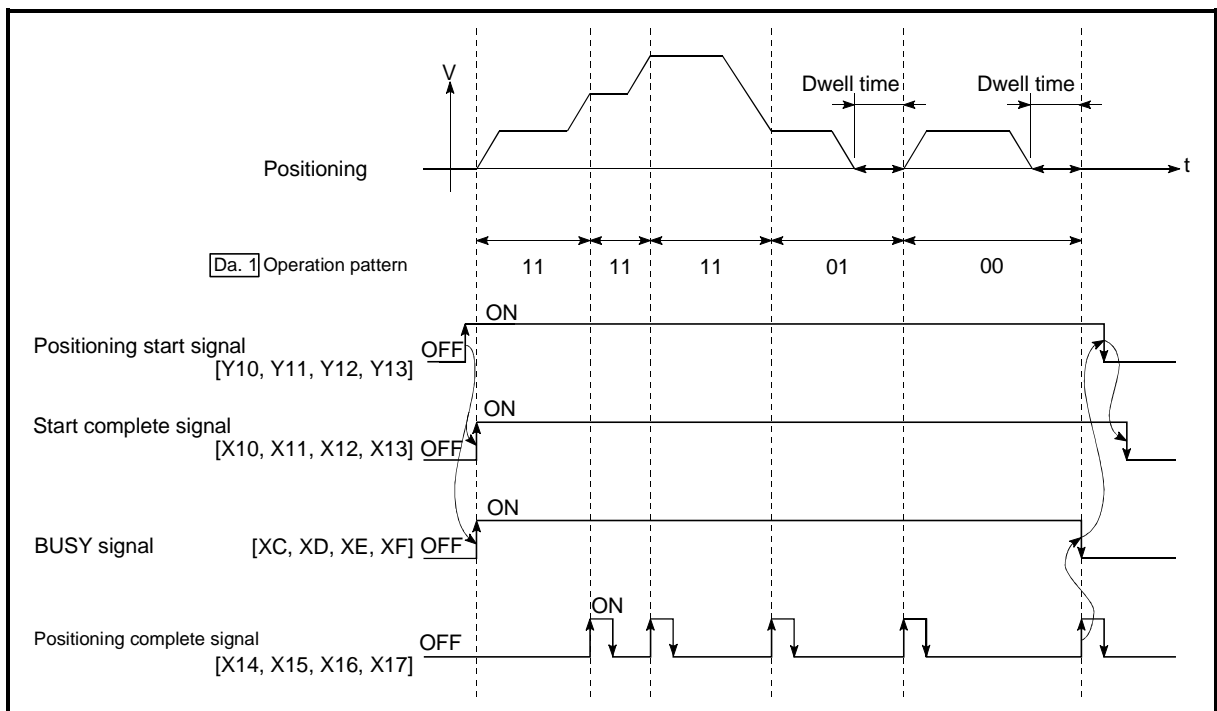 V
Dwell time Dwell time
Positioning t
Da. 1 Operation pattern 11 11 11 01 00
ON
Positioning start signal OFF
[Y10, Y11, Y12, Y13]
ON
Start complete signal
[X10, X11, X12, X13] OFF
ON
BUSY signal [XC, XD, XE, XF] OFF
ON
Positioning complete signal OFF
[X14, X15, X16, X17]